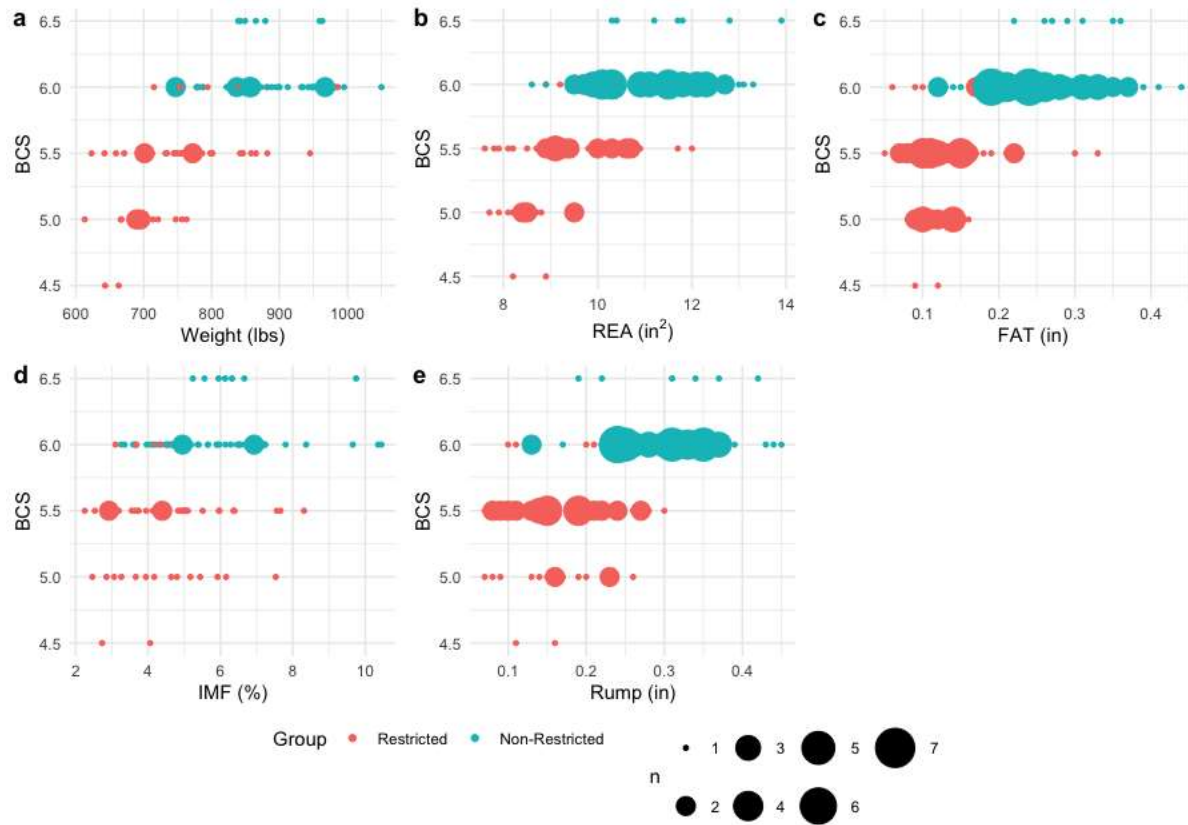 a
6.5
6.0
5.5
5.0
4.5
BCS
600 700 800 900 1000
Weight (lbs)
b
6.5
6.0
5.5
5.0
4.5
BCS
8 10 12 14
REA (in²)
c
6.5
6.0
5.5
5.0
4.5
BCS
0.1 0.2 0.3 0.4
FAT (in)
d
6.5
6.0
5.5
5.0
4.5
BCS
2 4 6 8 10
IMF (%)
e
6.5
6.0
5.5
5.0
4.5
BCS
0.1 0.2 0.3 0.4
Rump (in)
Group Restricted Non-Restricted
n
1 3 5 7
2 4 6